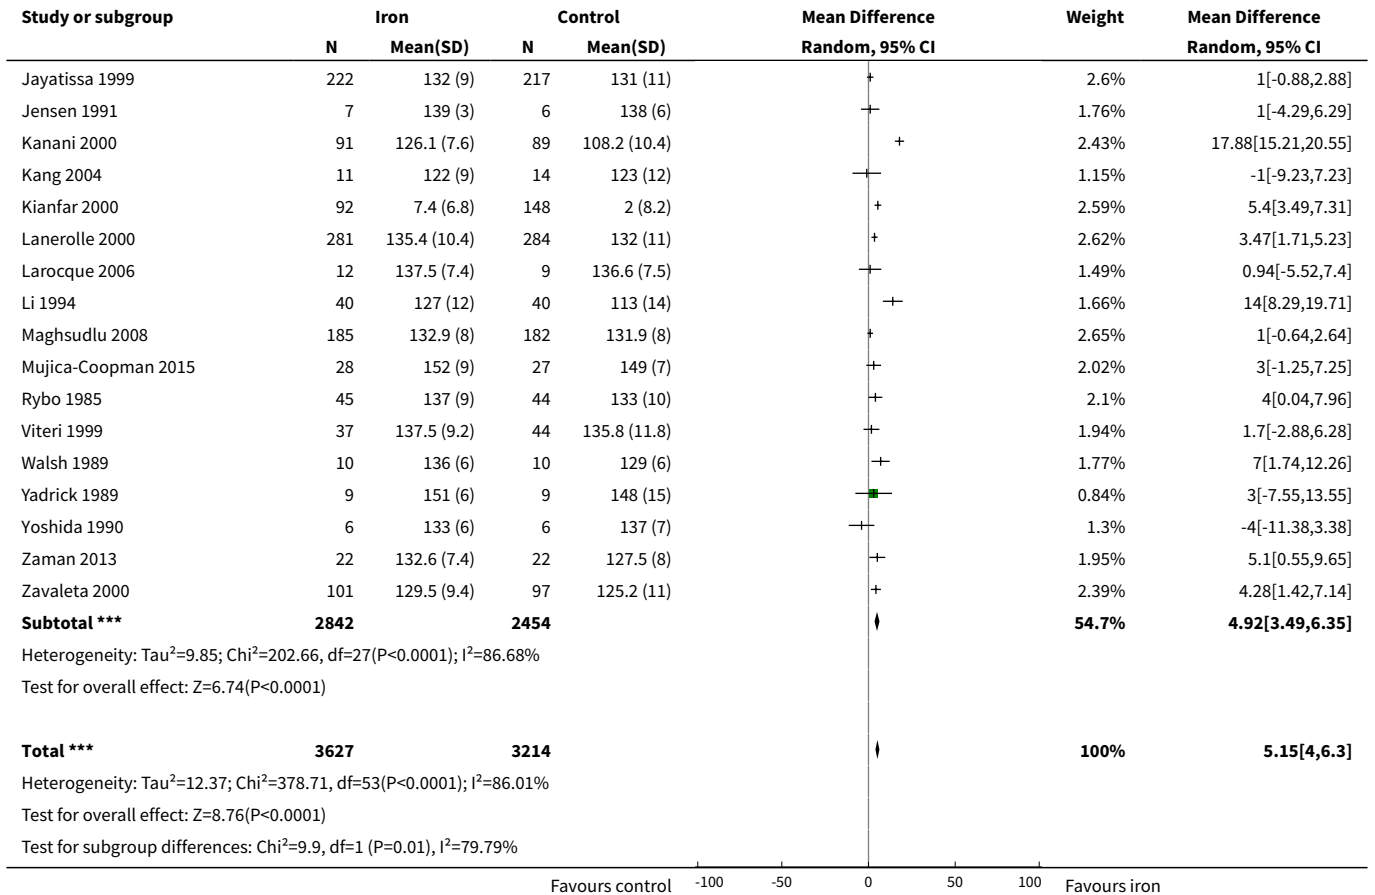 Study or subgroup Iron Control Mean Difference Weight Mean Difference
N Mean(SD) N Mean(SD) Random, 95% CI Random, 95% CI
Jayatissa 1999 222 132 (9) 217 131 (11) 2.6% 1[-0.88,2.88]
Jensen 1991 7 139 (3) 6 138 (6) 1.76% 1[-4.29,6.29]
Kanani 2000 91 126.1 (7.6) 89 108.2 (10.4) 2.43% 17.88[15.21,20.55]
Kang 2004 11 122 (9) 14 123 (12) 1.15% -1[-9.23,7.23]
Kianfar 2000 92 7.4 (6.8) 148 2 (8.2) 2.59% 5.4[3.49,7.31]
Lanerolle 2000 281 135.4 (10.4) 284 132 (11) 2.62% 3.47[1.71,5.23]
Larocque 2006 12 137.5 (7.4) 9 136.6 (7.5) 1.49% 0.94[-5.52,7.4]
Li 1994 40 127 (12) 40 113 (14) 1.66% 14[8.29,19.71]
Maghsudlu 2008 185 132.9 (8) 182 131.9 (8) 2.65% 1[-0.64,2.64]
Mujica-Coopman 2015 28 152 (9) 27 149 (7) 2.02% 3[-1.25,7.25]
Rybo 1985 45 137 (9) 44 133 (10) 2.1% 4[0.04,7.96]
Viteri 1999 37 137.5 (9.2) 44 135.8 (11.8) 1.94% 1.7[-2.88,6.28]
Walsh 1989 10 136 (6) 10 129 (6) 1.77% 7[1.74,12.26]
Yadrick 1989 9 151 (6) 9 148 (15) 0.84% 3[-7.55,13.55]
Yoshida 1990 6 133 (6) 6 137 (7) 1.3% -4[-11.38,3.38]
Zaman 2013 22 132.6 (7.4) 22 127.5 (8) 1.95% 5.1[0.55,9.65]
Zavaleta 2000 101 129.5 (9.4) 97 125.2 (11) 2.39% 4.28[1.42,7.14]
Subtotal *** 2842 2454 54.7% 4.92[3.49,6.35]
Heterogeneity: Tau²=9.85; Chi²=202.66, df=27(P<0.0001); I²=86.68%
Test for overall effect: Z=6.74(P<0.0001)
Total *** 3627 3214 100% 5.15[4,6.3]
Heterogeneity: Tau²=12.37; Chi²=378.71, df=53(P<0.0001); I²=86.01%
Test for overall effect: Z=8.76(P<0.0001)
Test for subgroup differences: Chi²=9.9, df=1 (P=0.01), I²=79.79%
Favours control -100 -50 0 50 100 Favours iron